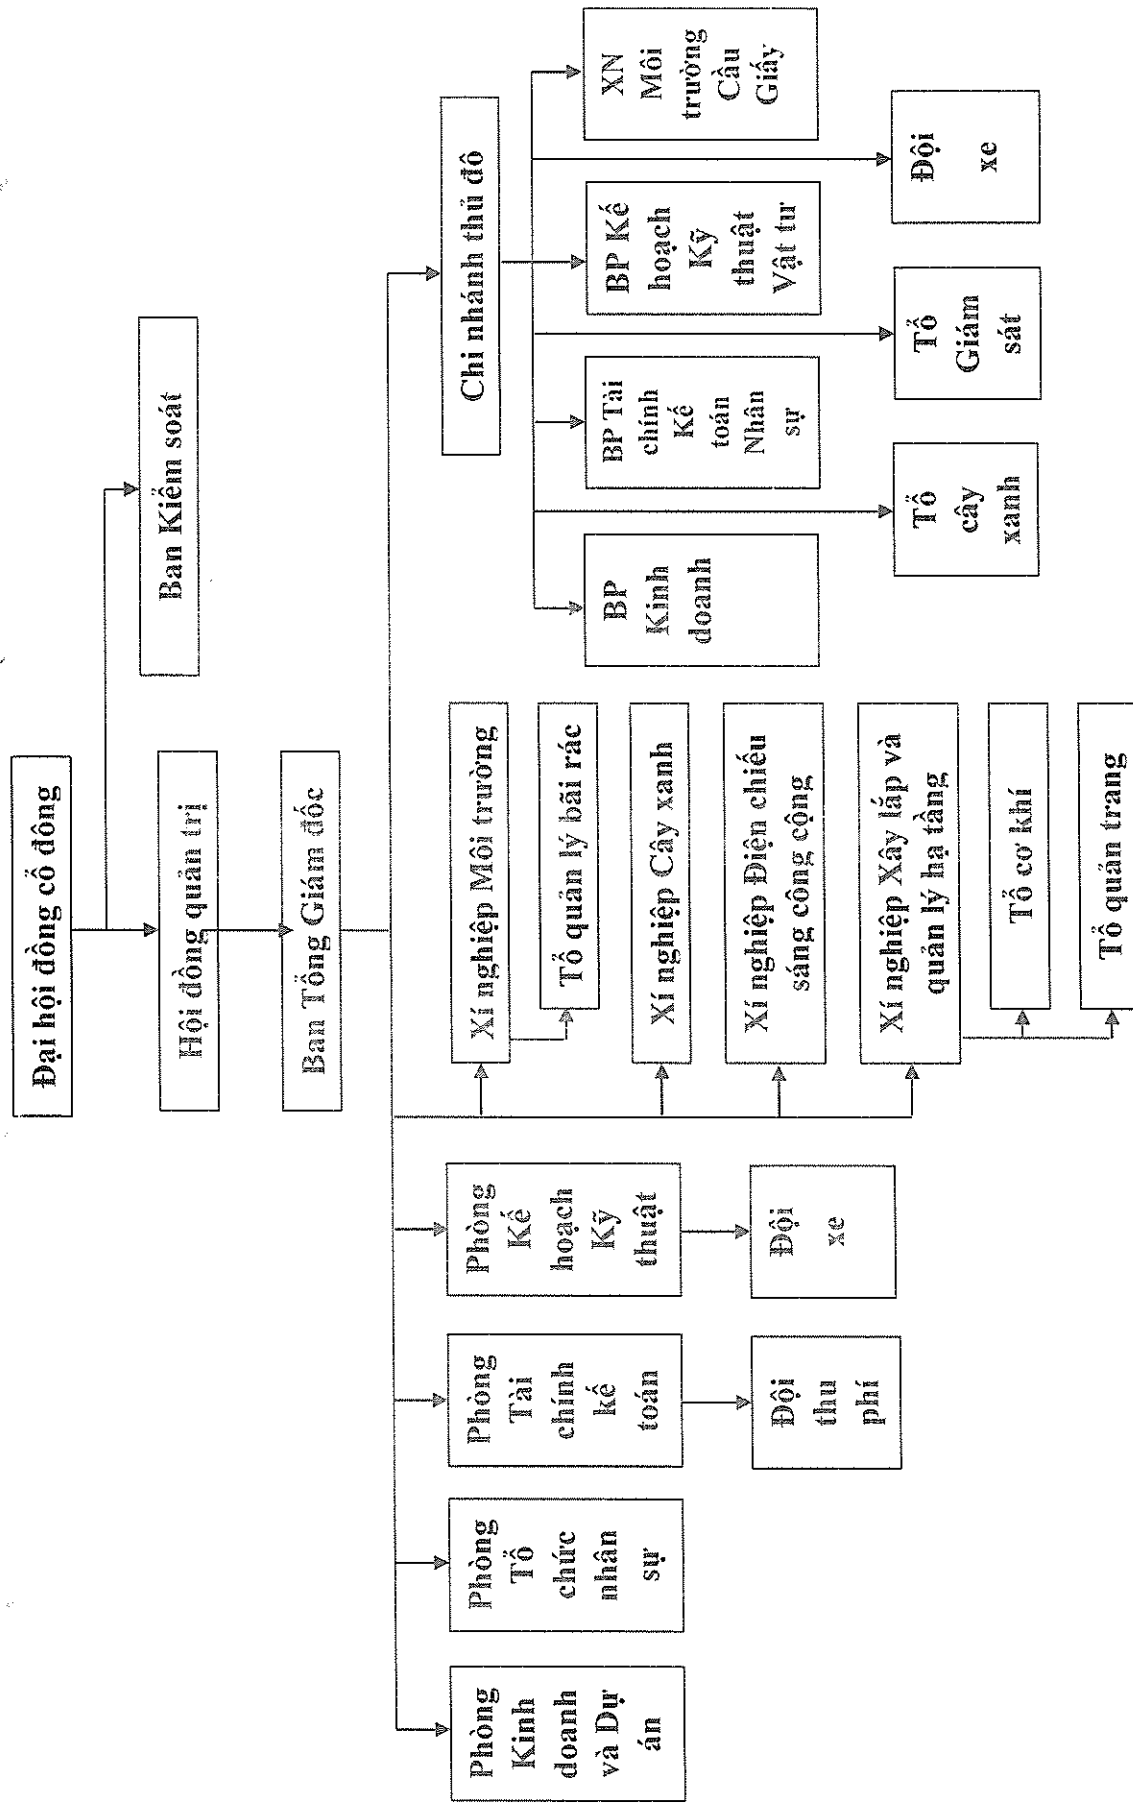 Đại hội đồng cổ đông
Ban Kiểm soát
Hội đồng quản trị
Ban Tổng Giám đốc
Phòng
Kinh
doanh
và Dự
án
Phòng
Tổ
chức
nhân
sự
Phòng
Tài
chính
kế
toán
Đội
thu
phí
Phòng
Kế
hoạch
Kỹ
thuật
Đội
xe
Xí nghiệp Môi trường
Tổ quản lý bãi rác
Xí nghiệp Cây xanh
Xí nghiệp Điện chiếu
sáng công cộng
Xí nghiệp Xây lắp và
quản lý hạ tầng
Tổ cơ khí
Tổ quản trang
Chi nhánh thủ đô
BP
Kinh
doanh
BP Tài
chính
Kế
toán
Nhân
sự
BP Kế
hoạch
Kỹ
thuật
Vật tư
XN
Môi
trường
Cầu
Giấy
Tổ
cây
xanh
Tổ
Giám
sát
Đội
xe